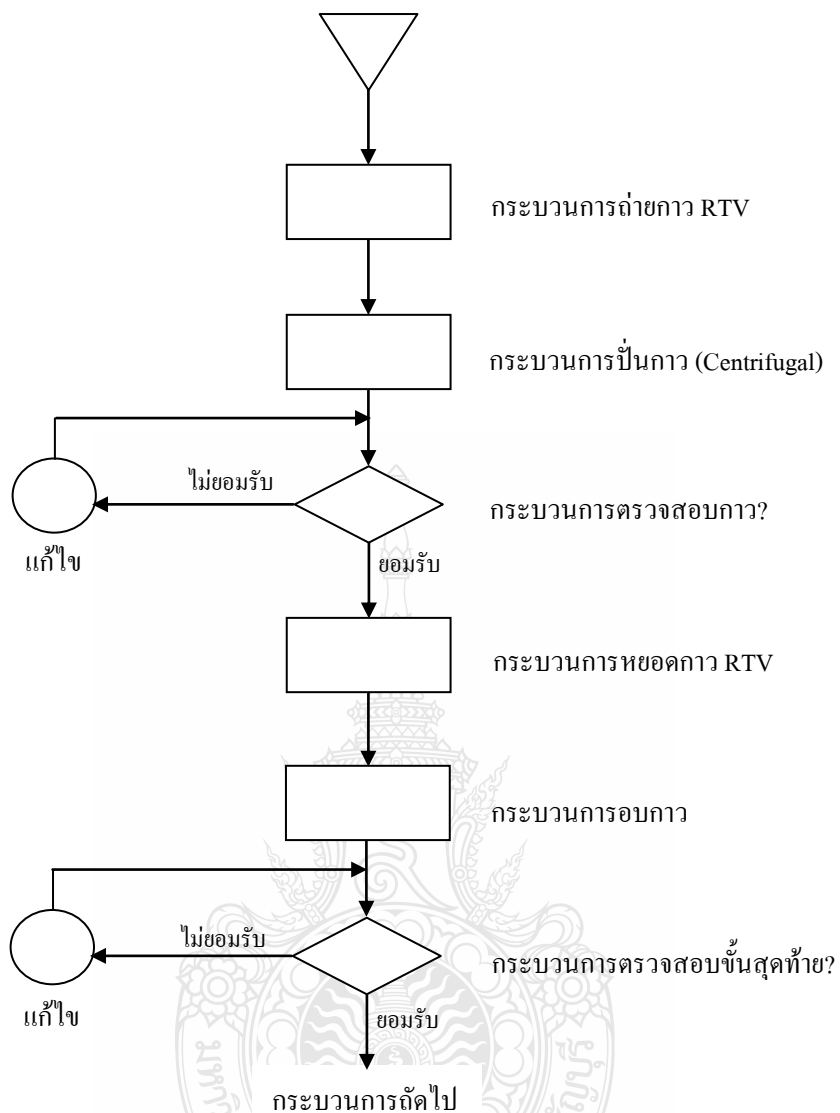 กระบวนการถ่ายกาว RTV
กระบวนการปั่นกาว (Centrifugal)
ไม่ยอมรับ
กระบวนการตรวจสอบกาว?
แก้ไข
ยอมรับ
กระบวนการหยอดกาว RTV
กระบวนการอบกาว
ไม่ยอมรับ
กระบวนการตรวจสอบขั้นสุดท้าย?
แก้ไข
ยอมรับ
กระบวนการถัดไป